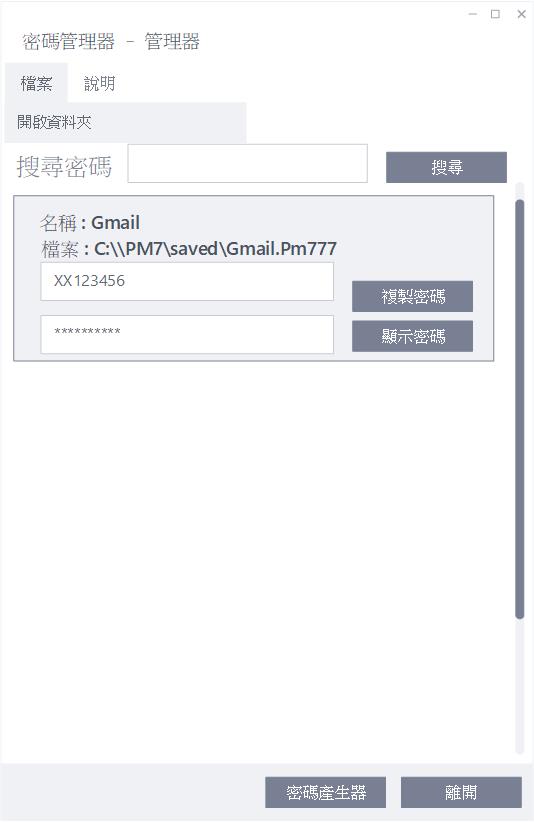 密碼管理器 - 管理器
檔案 說明
開啟資料夾
搜尋密碼 搜尋
名稱 : Gmail
檔案 : C:\\PM7\saved\Gmail.Pm777
XX123456
複製密碼
**********
顯示密碼
密碼產生器 離開